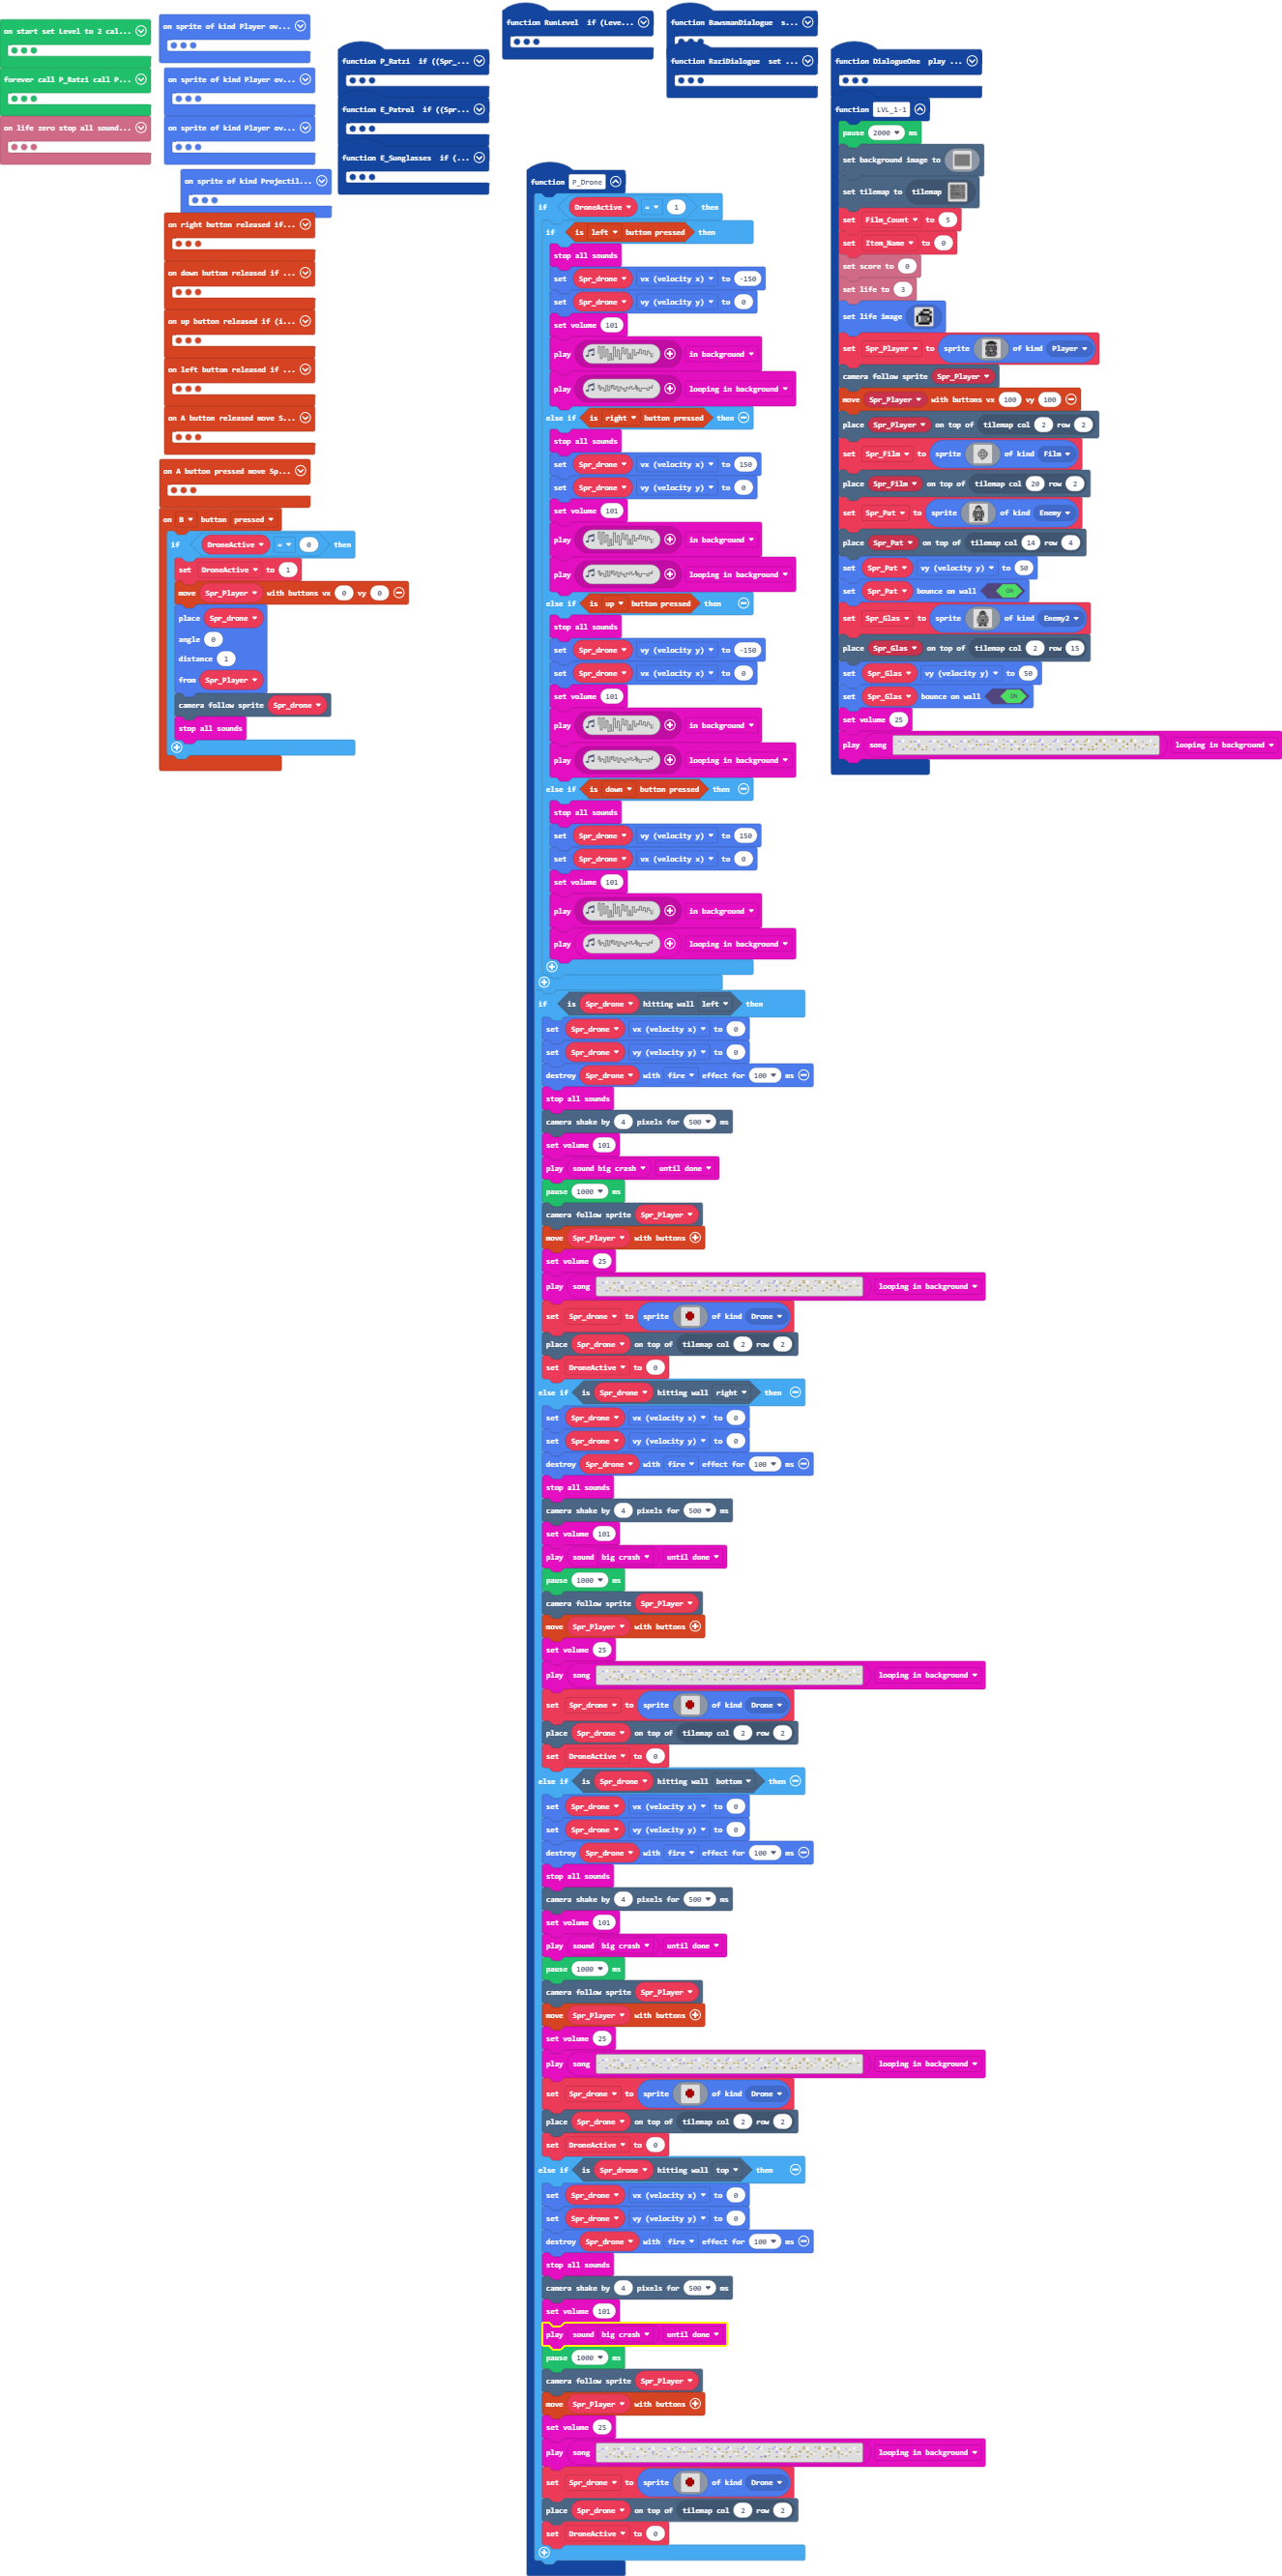 on start set Level to 2 cal...
forever call P_Ratzi call P...
on life zero stop all sound...
on sprite of kind Player ov...
on sprite of kind Player ov...
on sprite of kind Player ov...
on sprite of kind Projectil...
on right button released if...
on down button released if ...
on up button released if (i...
on left button released if ...
on A button released move S...
on A button pressed move Sp...
on B button pressed
if DroneActive = 0 then
set DroneActive to 1
move Spr_Player with buttons vx 0 vy 0
place Spr_drone
angle 0
distance 1
from Spr_Player
camera follow sprite Spr_drone
stop all sounds
function P_Ratzi if ((Spr_...
function E_Patrol if ((Spr...
function E_Sunglasses if (...
function RunLevel if (Leve...
function BawsmanDialogue s...
function RaziDialogue set ...
function P_Drone
if DroneActive = 1 then
if is left button pressed then
stop all sounds
set Spr_drone vx (velocity x) to -150
set Spr_drone vy (velocity y) to 0
set volume 101
play in background
play looping in background
else if is right button pressed then
stop all sounds
set Spr_drone vx (velocity x) to 150
set Spr_drone vy (velocity y) to 0
set volume 101
play in background
play looping in background
else if is up button pressed then
stop all sounds
set Spr_drone vy (velocity y) to -150
set Spr_drone vx (velocity x) to 0
set volume 101
play in background
play looping in background
else if is down button pressed then
stop all sounds
set Spr_drone vy (velocity y) to 150
set Spr_drone vx (velocity x) to 0
set volume 101
play in background
play looping in background
if is Spr_drone hitting wall left then
set Spr_drone vx (velocity x) to 0
set Spr_drone vy (velocity y) to 0
destroy Spr_drone with fire effect for 100 ms
stop all sounds
camera shake by 4 pixels for 500 ms
set volume 101
play sound big crash until done
pause 1000 ms
camera follow sprite Spr_Player
move Spr_Player with buttons
set volume 25
play song looping in background
set Spr_drone to sprite of kind Drone
place Spr_drone on top of tilemap col 2 row 2
set DroneActive to 0
else if is Spr_drone hitting wall right then
set Spr_drone vx (velocity x) to 0
set Spr_drone vy (velocity y) to 0
destroy Spr_drone with fire effect for 100 ms
stop all sounds
camera shake by 4 pixels for 500 ms
set volume 101
play sound big crash until done
pause 1000 ms
camera follow sprite Spr_Player
move Spr_Player with buttons
set volume 25
play song looping in background
set Spr_drone to sprite of kind Drone
place Spr_drone on top of tilemap col 2 row 2
set DroneActive to 0
else if is Spr_drone hitting wall bottom then
set Spr_drone vx (velocity x) to 0
set Spr_drone vy (velocity y) to 0
destroy Spr_drone with fire effect for 100 ms
stop all sounds
camera shake by 4 pixels for 500 ms
set volume 101
play sound big crash until done
pause 1000 ms
camera follow sprite Spr_Player
move Spr_Player with buttons
set volume 25
play song looping in background
set Spr_drone to sprite of kind Drone
place Spr_drone on top of tilemap col 2 row 2
set DroneActive to 0
else if is Spr_drone hitting wall top then
set Spr_drone vx (velocity x) to 0
set Spr_drone vy (velocity y) to 0
destroy Spr_drone with fire effect for 100 ms
stop all sounds
camera shake by 4 pixels for 500 ms
set volume 101
play sound big crash until done
pause 1000 ms
camera follow sprite Spr_Player
move Spr_Player with buttons
set volume 25
play song looping in background
set Spr_drone to sprite of kind Drone
place Spr_drone on top of tilemap col 2 row 2
set DroneActive to 0
function DialogueOne play ...
function LVL_1-1
pause 2000 ms
set background image to
set tilemap to tilemap
set Film_Count to 5
set Item_Name to 0
set score to 0
set life to 3
set life image
set Spr_Player to sprite of kind Player
camera follow sprite Spr_Player
move Spr_Player with buttons vx 100 vy 100
place Spr_Player on top of tilemap col 2 row 2
set Spr_Film to sprite of kind Film
place Spr_Film on top of tilemap col 20 row 2
set Spr_Pat to sprite of kind Enemy
place Spr_Pat on top of tilemap col 14 row 4
set Spr_Pat vy (velocity y) to 50
set Spr_Pat bounce on wall ON
set Spr_Glas to sprite of kind Enemy2
place Spr_Glas on top of tilemap col 2 row 15
set Spr_Glas vy (velocity y) to 50
set Spr_Glas bounce on wall ON
set volume 25
play song looping in background